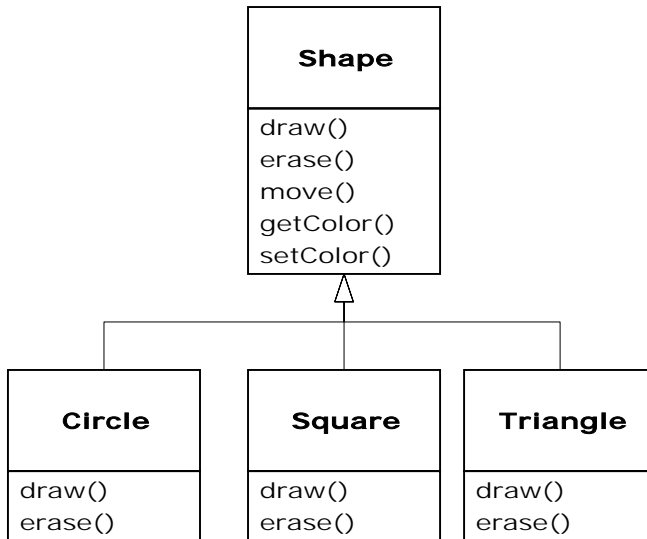 Shape
draw()
erase()
move()
getColor()
setColor()
Circle
draw()
erase()
Square
draw()
erase()
Triangle
draw()
erase()